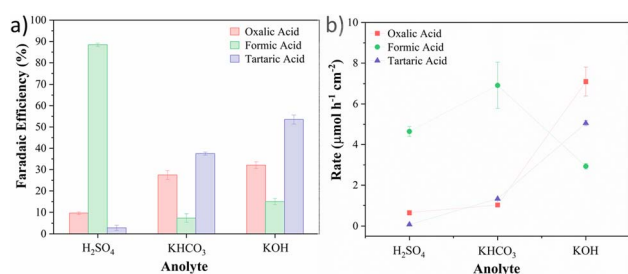 a)
Oxalic Acid
Formic Acid
Tartaric Acid
Faradaic Efficiency (%)
100
90
80
70
60
50
40
30
20
10
0
H₂SO₄
KHCO₃
KOH
Anolyte
b)
Oxalic Acid
Formic Acid
Tartaric Acid
Rate (μmol h⁻¹ cm⁻²)
10
8
6
4
2
0
H₂SO₄
KHCO₃
KOH
Anolyte